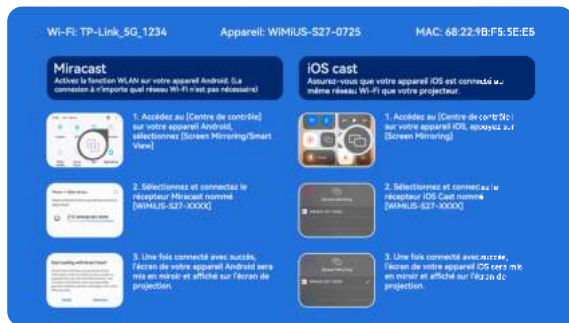 Wi-Fi: TP-Link_5G_1234 Appareil: WiMiUS-S27-0725 MAC: 68:22:9B:F5:5E:E5
Miracast
Activez la fonction WLAN sur votre appareil Android. (La
connexion à n'importe quel réseau Wi-Fi n'est pas nécessaire)
1. Accédez au [Centre de contrôle]
sur votre appareil Android,
sélectionnez [Screen Mirroring/Smart
View]
2. Sélectionnez et connectez le
récepteur Miracast nommé
[WiMiUS-S27-XXXX]
3. Une fois connecté avec succès,
l'écran de votre appareil Android sera
mis en miroir et affiché sur l'écran de
projection.
iOS cast
Assurez-vous que votre appareil iOS est connecté au
même réseau Wi-Fi que votre projecteur.
1. Accédez au [Centre de contrôle]
sur votre appareil iOS, appuyez sur
[Screen Mirroring]
Screen Mirroring
2. Sélectionnez et connectez le
récepteur iOS Cast nommé
[WiMiUS-S27-XXXX]
Screen Mirroring
3. Une fois connecté avec succès,
l'écran de votre appareil iOS sera mis
en miroir et affiché sur l'écran de
projection.